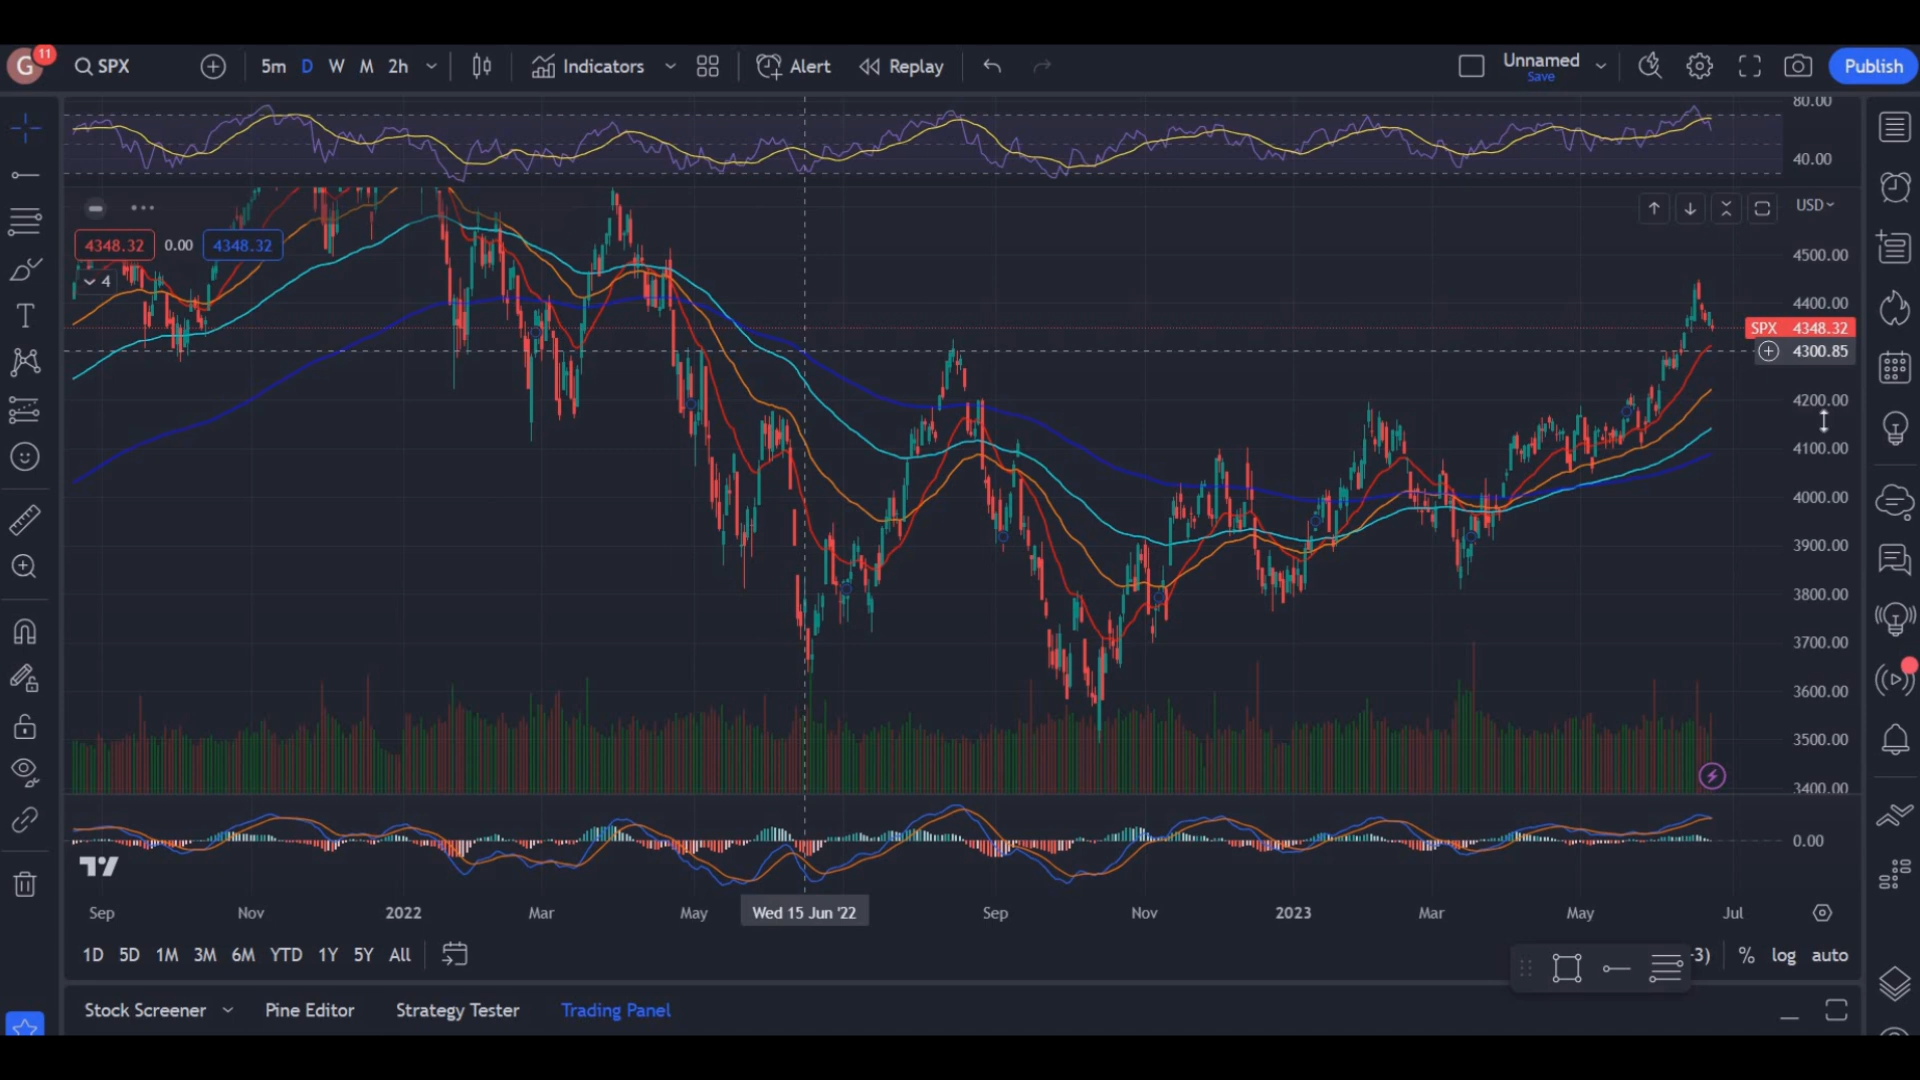 G 11 SPX 5m D W M 2h Indicators Alert Replay Unnamed Save Publish
80.00
40.00
USD
4348.32 0.00 4348.32
4
4500.00
4400.00
SPX 4348.32
4300.85
4200.00
4100.00
4000.00
3900.00
3800.00
3700.00
3600.00
3500.00
3400.00
0.00
Sep Nov 2022 Mar May Wed 15 Jun '22 Sep Nov 2023 Mar May Jul
1D 5D 1M 3M 6M YTD 1Y 5Y All -3) % log auto
Stock Screener Pine Editor Strategy Tester Trading Panel